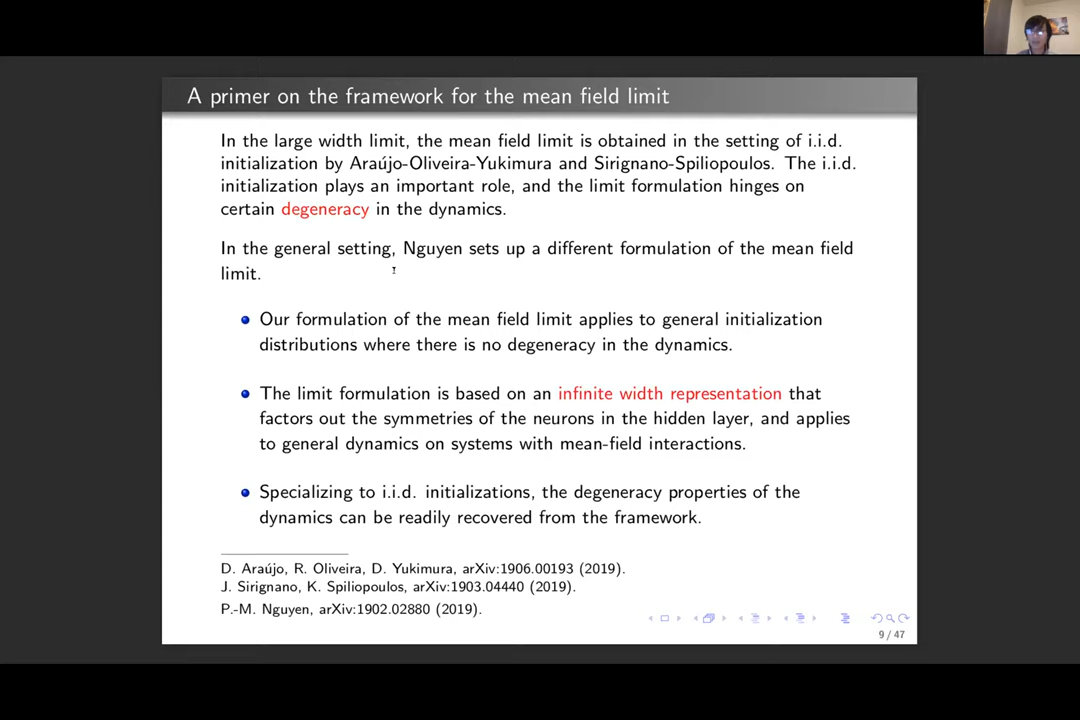 A primer on the framework for the mean field limit
In the large width limit, the mean field limit is obtained in the setting of i.i.d.
initialization by Araújo-Oliveira-Yukimura and Sirignano-Spiliopoulos. The i.i.d.
initialization plays an important role, and the limit formulation hinges on
certain degeneracy in the dynamics.
In the general setting, Nguyen sets up a different formulation of the mean field
limit.
Our formulation of the mean field limit applies to general initialization
distributions where there is no degeneracy in the dynamics.
The limit formulation is based on an infinite width representation that
factors out the symmetries of the neurons in the hidden layer, and applies
to general dynamics on systems with mean-field interactions.
Specializing to i.i.d. initializations, the degeneracy properties of the
dynamics can be readily recovered from the framework.
D. Araújo, R. Oliveira, D. Yukimura, arXiv:1906.00193 (2019).
J. Sirignano, K. Spiliopoulos, arXiv:1903.04440 (2019).
P.-M. Nguyen, arXiv:1902.02880 (2019).
9 / 47